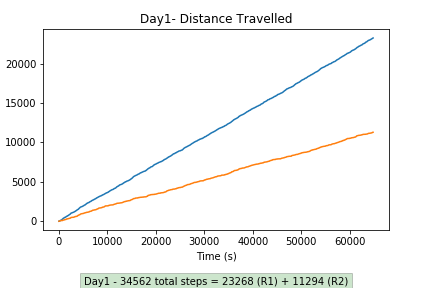 Day1- Distance Travelled
20000
15000
10000
5000
0
0 10000 20000 30000 40000 50000 60000
Time (s)
Day1 - 34562 total steps = 23268 (R1) + 11294 (R2)